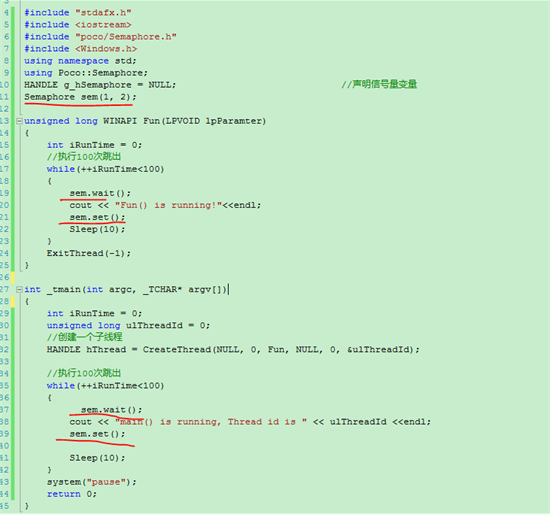 4 #include "stdafx.h"
5 #include <iostream>
6 #include "poco/Semaphore.h"
7 #include <Windows.h>
8 using namespace std;
9 using Poco::Semaphore;
10 HANDLE g_hSemaphore = NULL; //声明信号量变量
11 Semaphore sem(1, 2);
12
13 unsigned long WINAPI Fun(LPVOID lpParamter)
14 {
15 int iRunTime = 0;
16 //执行100次跳出
17 while(++iRunTime<100)
18 {
19 sem.wait();
20 cout << "Fun() is running!"<<endl;
21 sem.set();
22 Sleep(10);
23 }
24 ExitThread(-1);
25 }
26
27 int _tmain(int argc, _TCHAR* argv[])
28 {
29 int iRunTime = 0;
30 unsigned long ulThreadId = 0;
31 //创建一个子线程
32 HANDLE hThread = CreateThread(NULL, 0, Fun, NULL, 0, &ulThreadId);
33
34 //执行100次跳出
35 while(++iRunTime<100)
36 {
37 sem.wait();
38 cout << "main() is running, Thread id is " << ulThreadId <<endl;
39 sem.set();
40
41 Sleep(10);
42 }
43 system("pause");
44 return 0;
45 }